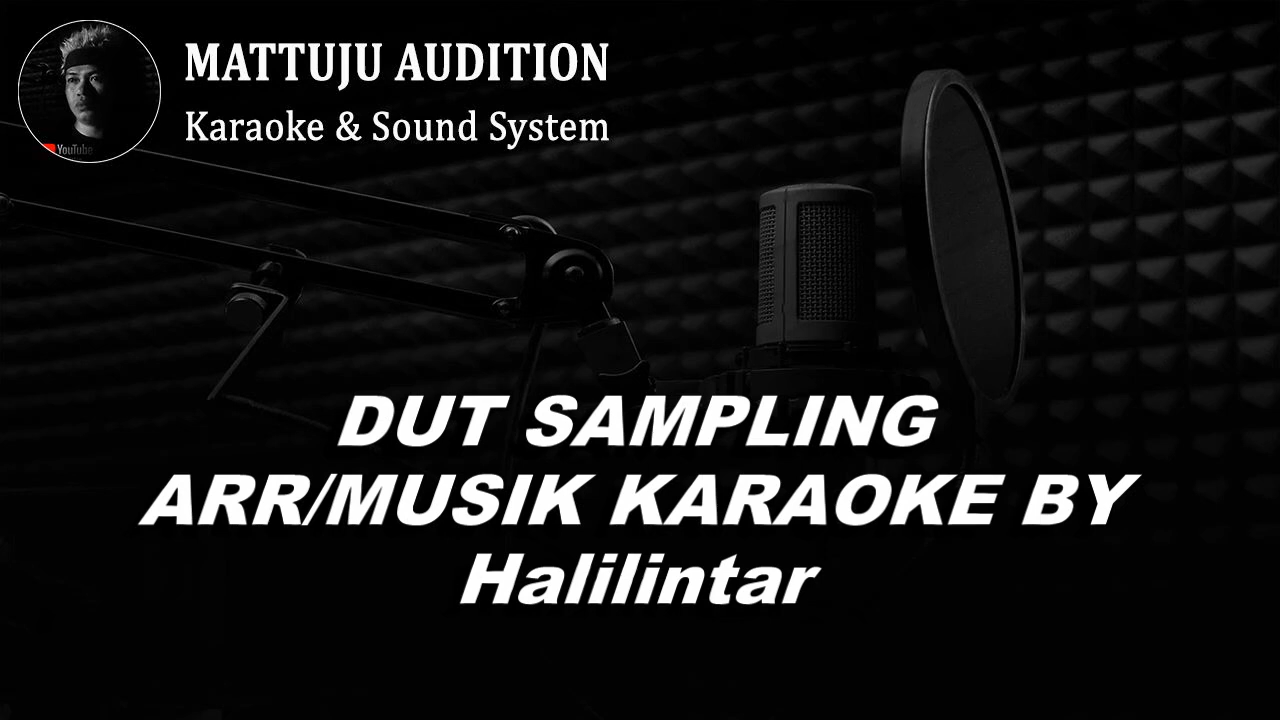 MATTUJU AUDITION
Karaoke & Sound System
YouTube
DUT SAMPLING
ARR/MUSIK KARAOKE BY
Halilintar